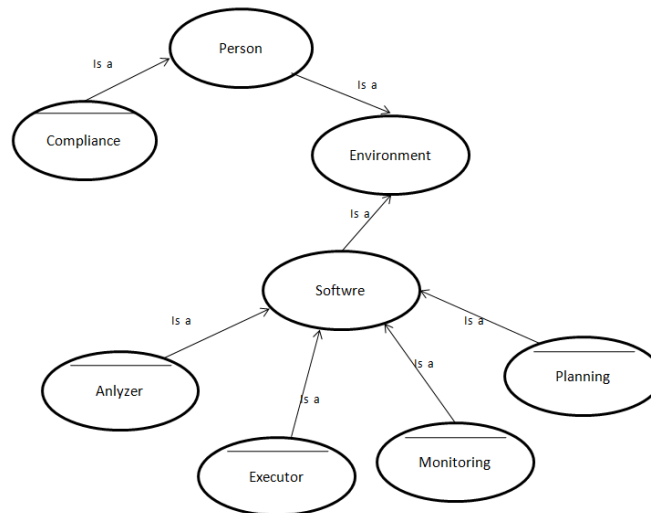 Person
Is a
Is a
Compliance
Environment
Is a
Softwre
Is a
Is a
Anlyzer
Is a
Is a
Planning
Executor
Monitoring